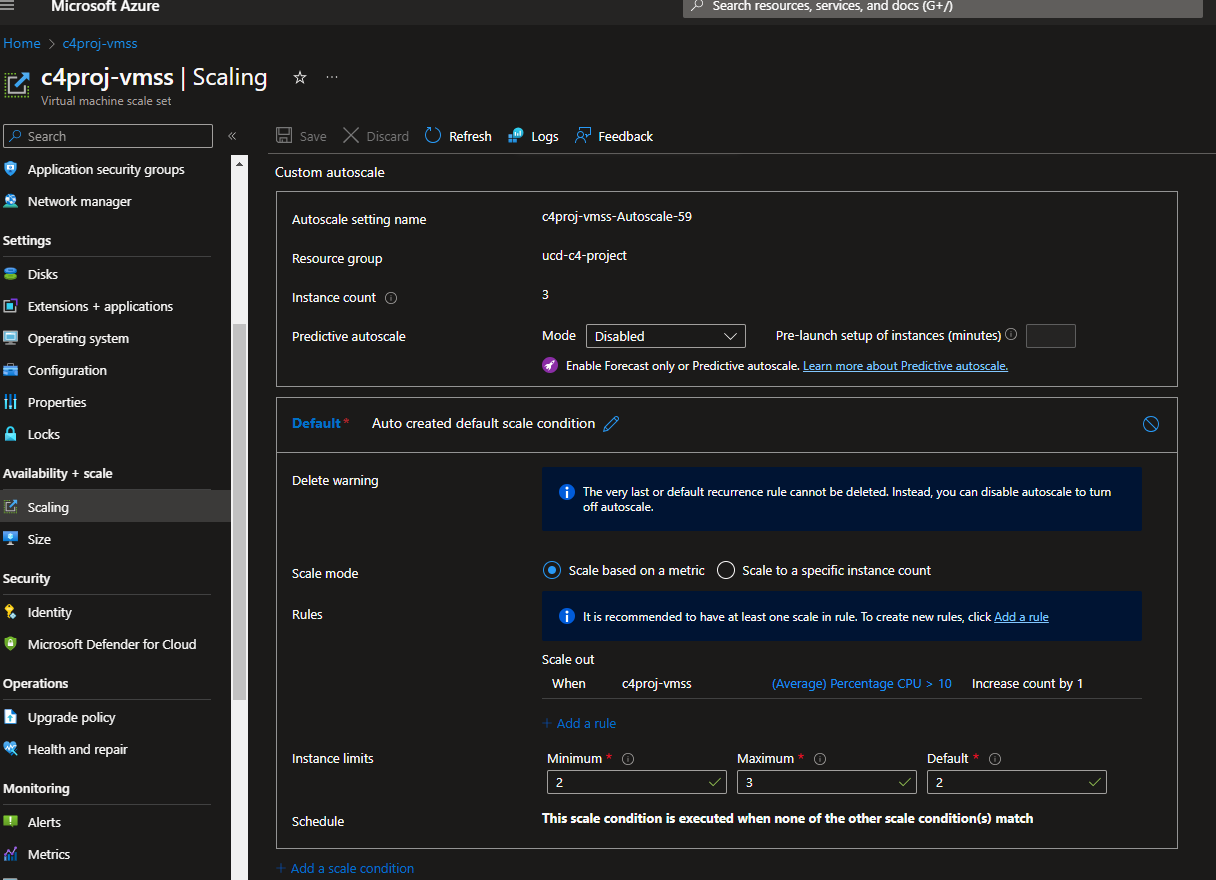 Microsoft Azure
Search resources, services, and docs (G+/)
Home > c4proj-vmss
c4proj-vmss | Scaling
Virtual machine scale set
Search
Application security groups
Network manager
Settings
Disks
Extensions + applications
Operating system
Configuration
Properties
Locks
Availability + scale
Scaling
Size
Security
Identity
Microsoft Defender for Cloud
Operations
Upgrade policy
Health and repair
Monitoring
Alerts
Metrics
Save Discard Refresh Logs Feedback
Custom autoscale
Autoscale setting name c4proj-vmss-Autoscale-59
Resource group ucd-c4-project
Instance count 3
Predictive autoscale Mode Disabled Pre-launch setup of instances (minutes)
Enable Forecast only or Predictive autoscale. Learn more about Predictive autoscale.
Default* Auto created default scale condition
Delete warning The very last or default recurrence rule cannot be deleted. Instead, you can disable autoscale to turn
off autoscale.
Scale mode Scale based on a metric Scale to a specific instance count
Rules It is recommended to have at least one scale in rule. To create new rules, click Add a rule
Scale out
When c4proj-vmss (Average) Percentage CPU > 10 Increase count by 1
+ Add a rule
Instance limits Minimum * Maximum * Default *
2 3 2
Schedule This scale condition is executed when none of the other scale condition(s) match
+ Add a scale condition